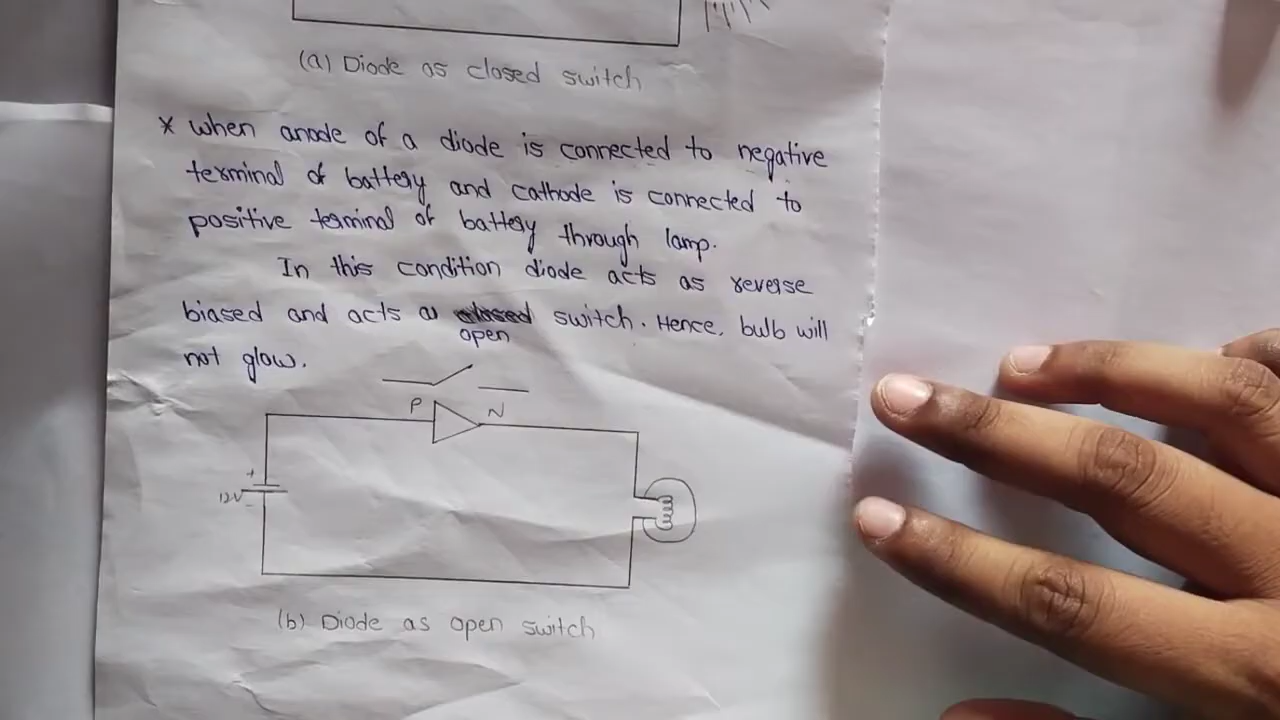 (a) Diode as closed switch
* When anode of a diode is connected to negative
terminal of battery and cathode is connected to
positive terminal of battery through lamp.
In this condition diode acts as reverse
biased and acts a closed switch. Hence, bulb will
open
not glow.
P N
+
12V
-
(b) Diode as open switch